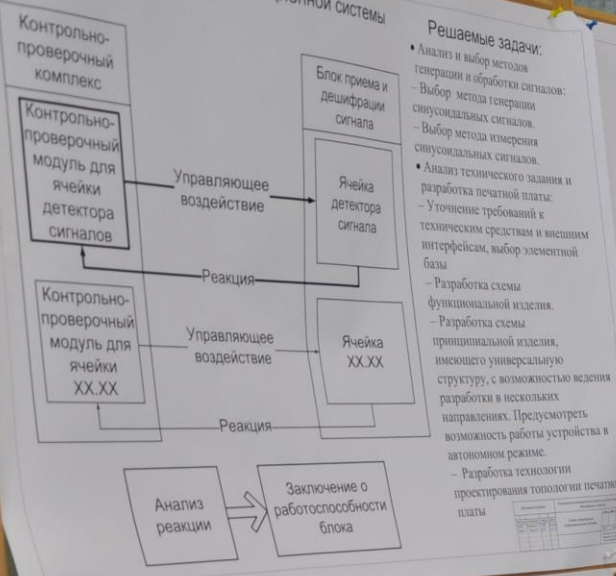 системы
Контрольно-
проверочный
комплекс
Контрольно-
проверочный
модуль для
ячейки
детектора
сигналов
Управляющее
воздействие
Реакция
Блок приема и
дешифрации
сигнала
Ячейка
детектора
сигнала
Контрольно-
проверочный
модуль для
ячейки
XX.XX
Управляющее
воздействие
Реакция
Ячейка
XX.XX
Анализ
реакции
Заключение о
работоспособности
блока
Решаемые задачи:
• Анализ и выбор методов
генерации и обработки сигналов:
– Выбор метода генерации
синусоидальных сигналов.
– Выбор метода измерения
синусоидальных сигналов.
• Анализ технического задания и
разработка печатной платы:
– Уточнение требований к
техническим средствам и внешним
интерфейсам, выбор элементной
базы
– Разработка схемы
функциональной изделия.
– Разработка схемы
принципиальной изделия,
имеющего универсальную
структуру, с возможностью ведения
разработки в нескольких
направлениях. Предусмотреть
возможность работы устройства в
автономном режиме.
– Разработка технологии
проектирования топологии печатно
платы